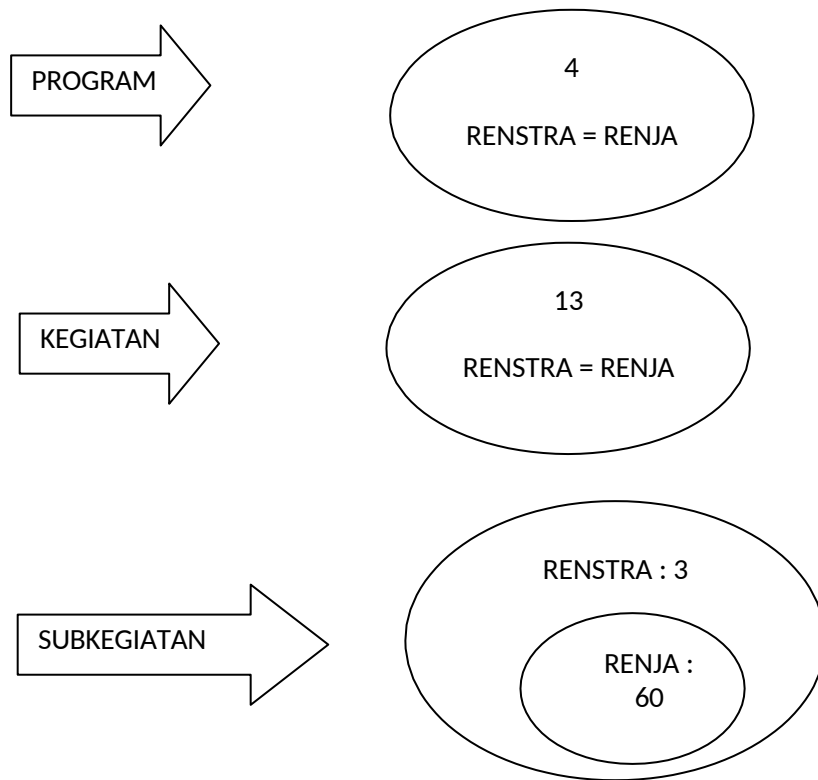 PROGRAM
4
RENSTRA = RENJA
KEGIATAN
13
RENSTRA = RENJA
SUBKEGIATAN
RENSTRA : 3
RENJA :
60